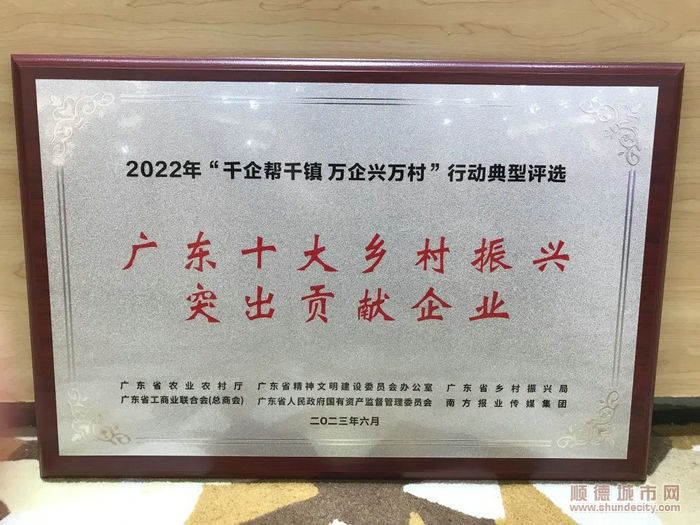 2022年“千企帮千镇 万企兴万村”行动典型评选
广东十大乡村振兴
突出贡献企业
广东省农业农村厅 广东省精神文明建设委员会办公室 广东省乡村振兴局
广东省工商业联合会(总商会) 广东省人民政府国有资产监督管理委员会 南方报业传媒集团
二〇二三年六月
顺德城市网
www.shundecity.com